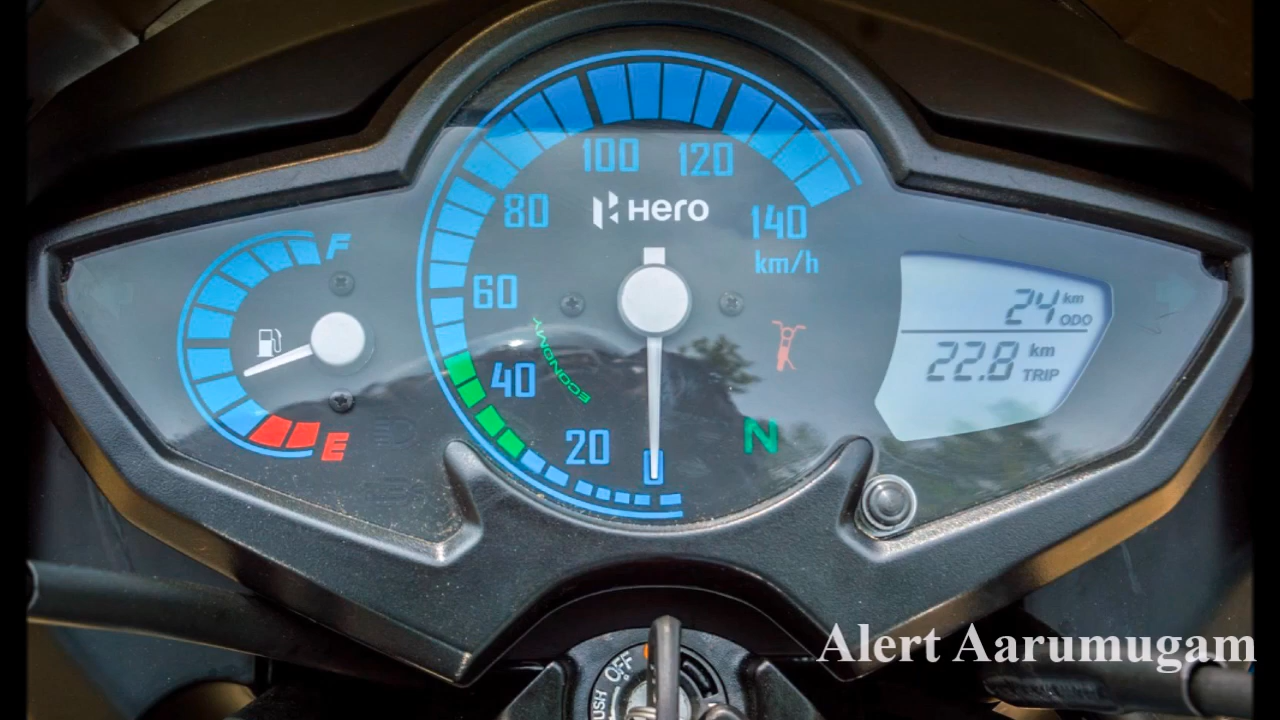 100 120
80 Hero
140
km/h
F
60
24 km
ODO
22.8 km
TRIP
ECONOMY
40
20
0
N
E
Alert Aarumugam
OFF
PUSH